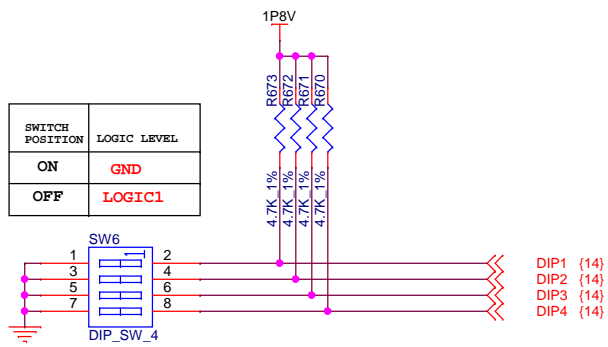 1P8V
R673
R672
R671
R670
4.7K_1%
4.7K_1%
4.7K_1%
4.7K_1%
SWITCH POSITION LOGIC LEVEL
ON GND
OFF LOGIC1
SW6
1 2 DIP1 {14}
3 4 DIP2 {14}
5 6 DIP3 {14}
7 8 DIP4 {14}
DIP_SW_4